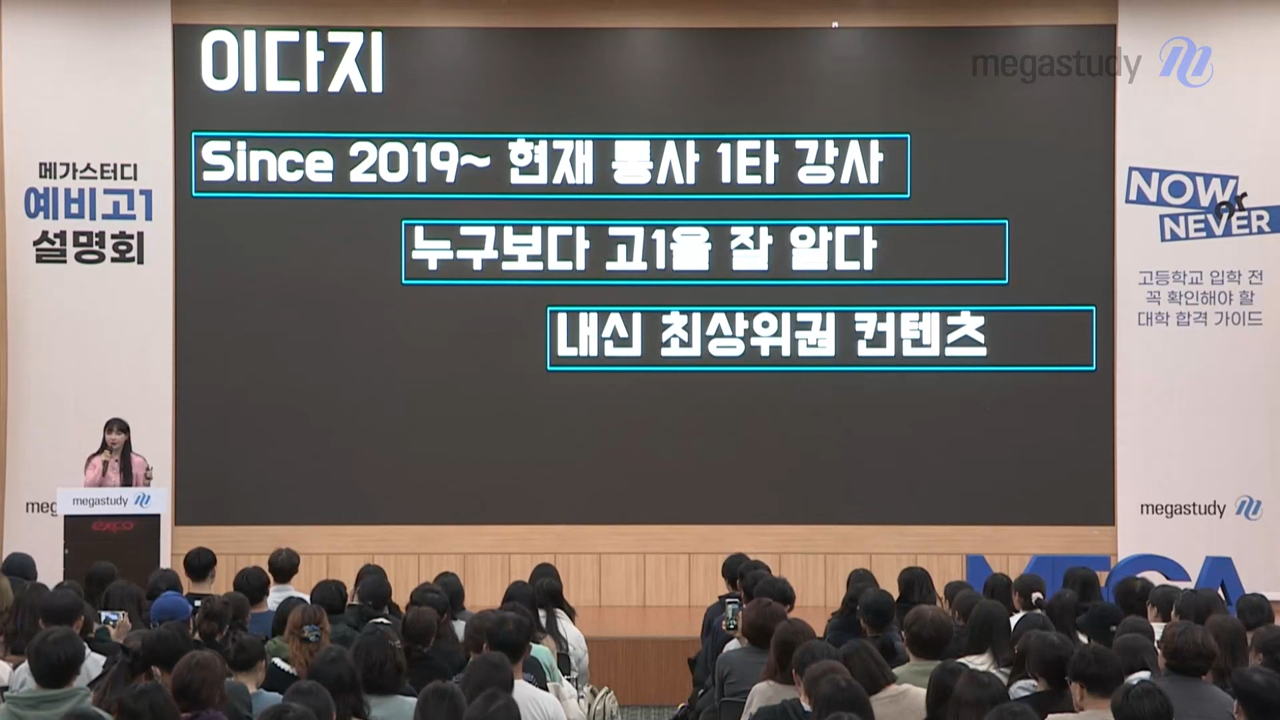 이다지
megastudy
Since 2019~ 현재 통사 1타 강사
누구보다 고1을 잘 알다
내신 최상위권 컨텐츠
메가스터디
예비고1
설명회
NOW
or
NEVER
고등학교 입학 전
꼭 확인해야 할
대학 합격 가이드
megastudy
meg
expo
megastudy
MEGA